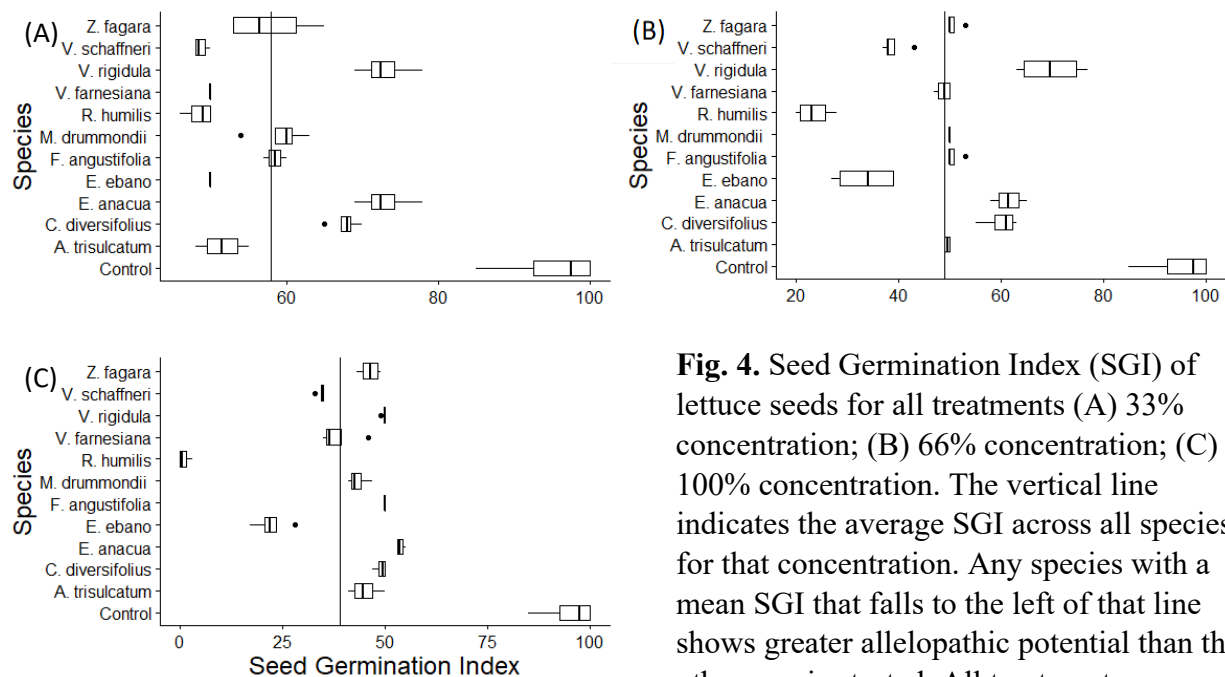 (A)
Species
Z. fagara
V. schaffneri
V. rigidula
V. farnesiana
R. humilis
M. drummondii
F. angustifolia
E. ebano
E. anacua
C. diversifolius
A. trisulcatum
Control
60 80 100
(B)
Species
Z. fagara
V. schaffneri
V. rigidula
V. farnesiana
R. humilis
M. drummondii
F. angustifolia
E. ebano
E. anacua
C. diversifolius
A. trisulcatum
Control
20 40 60 80 100
(C)
Species
Z. fagara
V. schaffneri
V. rigidula
V. farnesiana
R. humilis
M. drummondii
F. angustifolia
E. ebano
E. anacua
C. diversifolius
A. trisulcatum
Control
0 25 50 75 100
Seed Germination Index
Fig. 4. Seed Germination Index (SGI) of
lettuce seeds for all treatments (A) 33%
concentration; (B) 66% concentration; (C)
100% concentration. The vertical line
indicates the average SGI across all species
for that concentration. Any species with a
mean SGI that falls to the left of that line
shows greater allelopathic potential than th